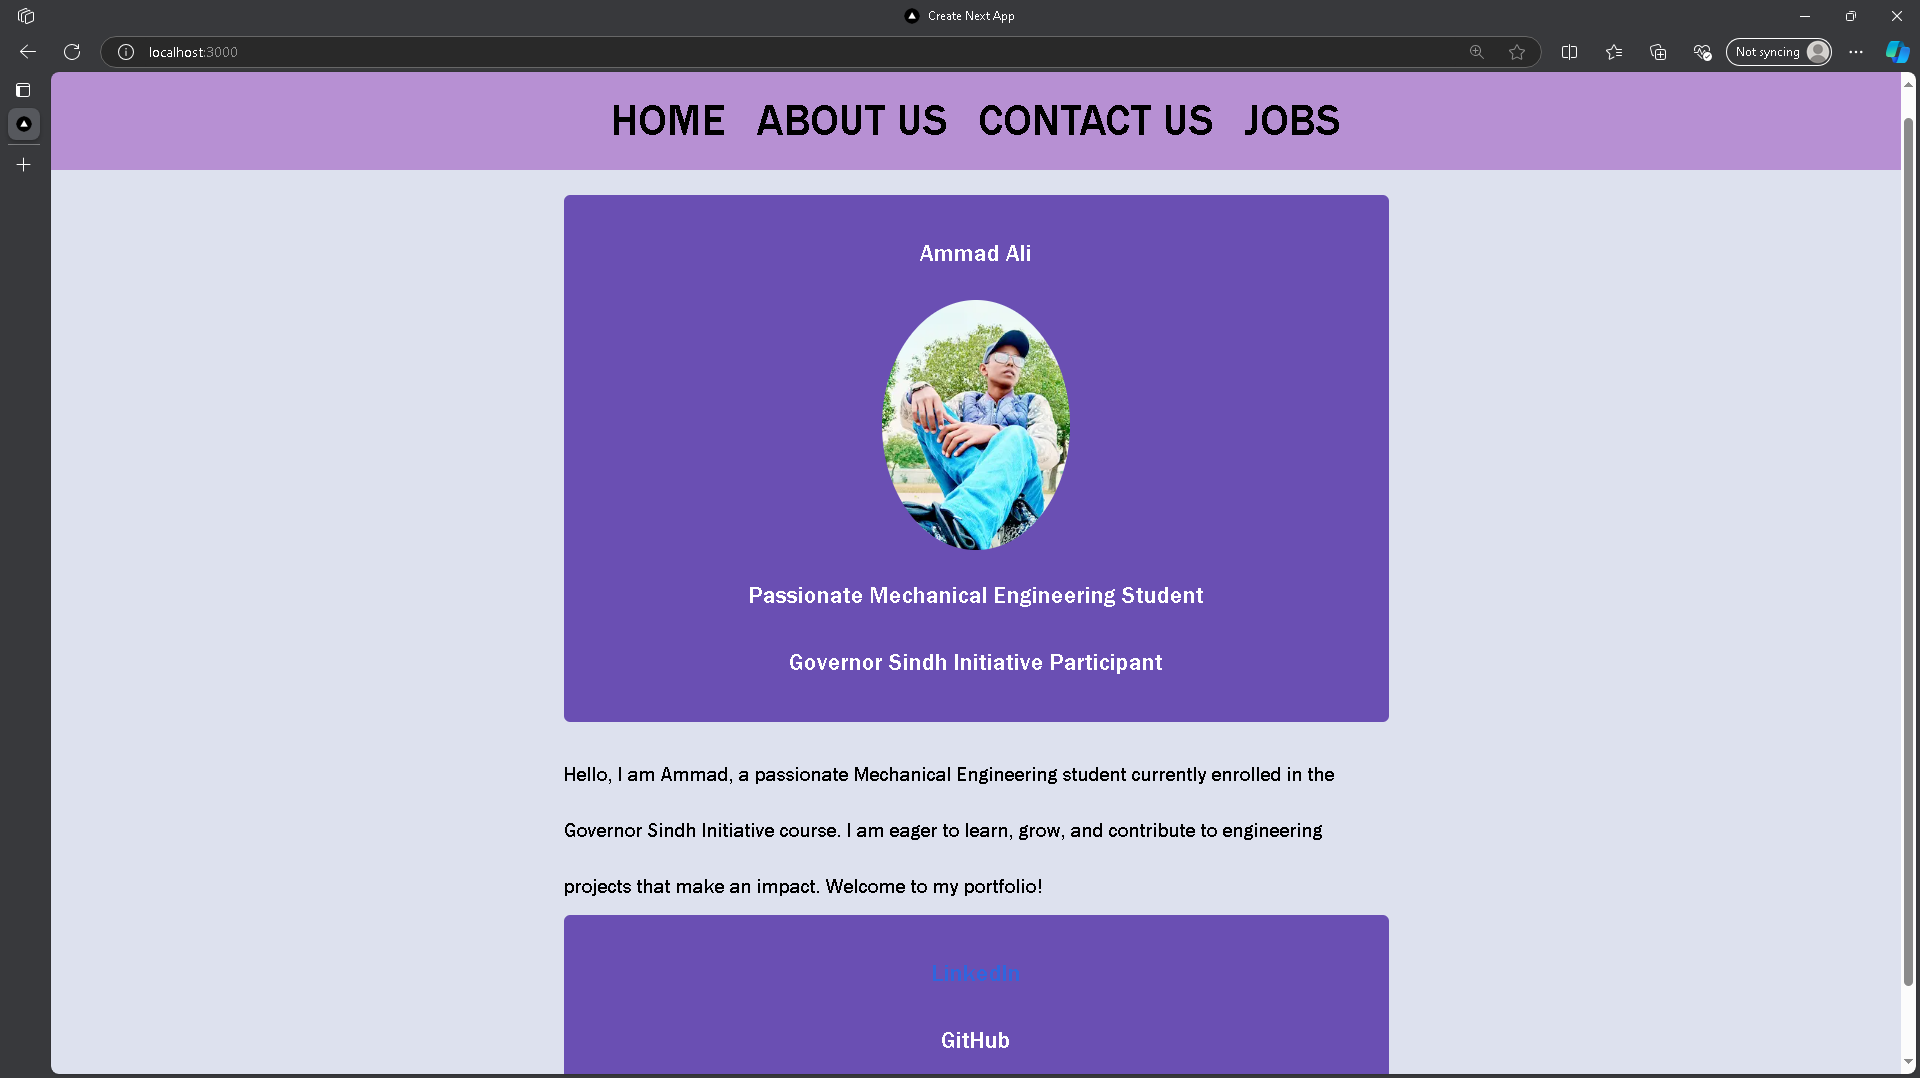 Create Next App
localhost:3000
Not syncing
HOME ABOUT US CONTACT US JOBS
Ammad Ali
Passionate Mechanical Engineering Student
Governor Sindh Initiative Participant
Hello, I am Ammad, a passionate Mechanical Engineering student currently enrolled in the
Governor Sindh Initiative course. I am eager to learn, grow, and contribute to engineering
projects that make an impact. Welcome to my portfolio!
LinkedIn
GitHub